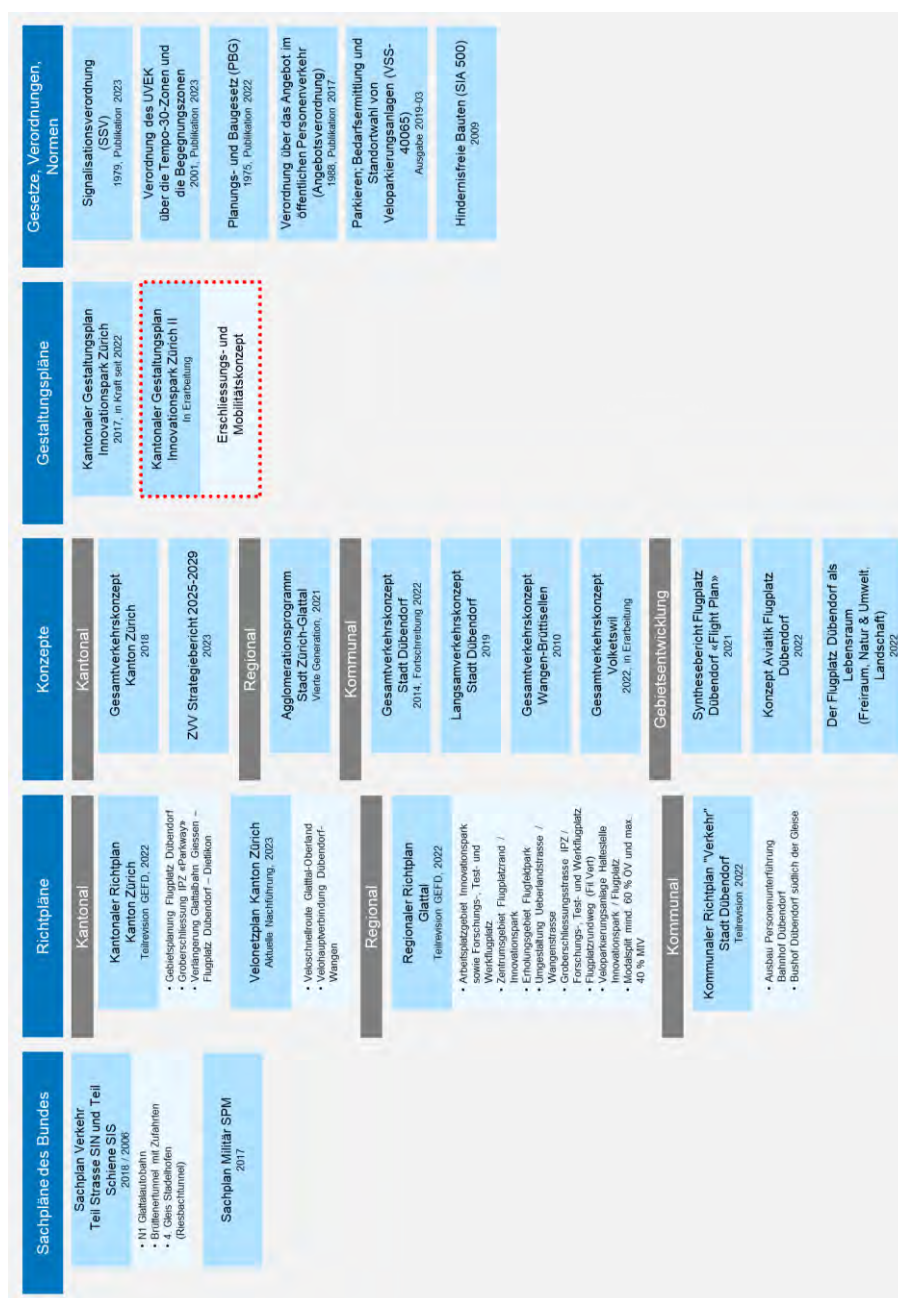 Sachpläne des Bundes
Sachplan Verkehr
Teil Strasse SIN und Teil
Schiene SIS
2018 / 2006
• N1 Glattalautobahn
• Brüttenertunnel mit Zufahrten
• 4. Gleis Stadelhofen
(Riesbachtunnel)
Sachplan Militär SPM
2017
Richtpläne
Kantonal
Kantonaler Richtplan
Kanton Zürich
Teilrevision GEFD, 2022
• Gebietsplanung Flugplatz Dübendorf
• Groberschliessung IPZ «Parkway»
• Verlängerung Glattalbahn Giessen –
Flugplatz Dübendorf – Dietlikon
Velonetzplan Kanton Zürich
Aktuelle Nachführung, 2023
• Veloschnellroute Glatttal-Oberland
• Velohauptverbindung Dübendorf-
Wangen
Regional
Regionaler Richtplan
Glattal
Teilrevision GEFD, 2022
• Arbeitsplatzgebiet Innovationspark
sowie Forschungs-, Test- und
Werkflugplatz
• Zentrumsgebiet Flugplatzrand /
Innovationspark
• Erholungsgebiet Flugfeldpark
• Umgestaltung Ueberlandstrasse /
Wangenstrasse
• Groberschliessungsstrasse IPZ /
Forschungs-, Test- und Werkflugplatz
• Flugplatzrundweg (Fil Vert)
• Veloparkierungsanlage Haltestelle
Innovationspark / Flugplatz
• Modalsplit mind. 60 % ÖV und max.
40 % MIV
Kommunal
Kommunaler Richtplan "Verkehr"
Stadt Dübendorf
Teilrevision 2022
• Ausbau Personenunterführung
Bahnhof Dübendorf
• Bushof Dübendorf südlich der Gleise
Konzepte
Kantonal
Gesamtverkehrskonzept
Kanton Zürich
2018
ZVV Strategiebericht 2025-2029
2023
Regional
Agglomerationsprogramm
Stadt Zürich-Glattal
Vierte Generation, 2021
Kommunal
Gesamtverkehrskonzept
Stadt Dübendorf
2014, Fortschreibung 2022
Langsamverkehrskonzept
Stadt Dübendorf
2019
Gesamtverkehrskonzept
Wangen-Brüttisellen
2010
Gesamtverkehrskonzept
Volketswil
2022, in Erarbeitung
Gebietsentwicklung
Synthesebericht Flugplatz
Dübendorf «Flight Plan»
2021
Konzept Aviatik Flugplatz
Dübendorf
2022
Der Flugplatz Dübendorf als
Lebensraum
(Freiraum, Natur & Umwelt,
Landschaft)
2022
Gestaltungspläne
Kantonaler Gestaltungsplan
Innovationspark Zürich
2017, in Kraft seit 2022
Kantonaler Gestaltungsplan
Innovationspark Zürich II
In Erarbeitung
Erschliessungs- und
Mobilitätskonzept
Gesetze, Verordnungen,
Normen
Signalisationsverordnung
(SSV)
1979, Publikation 2023
Verordnung des UVEK
über die Tempo-30-Zonen und
die Begegnungszonen
2001, Publikation 2023
Planungs- und Baugesetz (PBG)
1975, Publikation 2022
Verordnung über das Angebot im
öffentlichen Personenverkehr
(Angebotsverordnung)
1988, Publikation 2017
Parkieren; Bedarfsermittlung und
Standortwahl von
Veloparkierungsanlagen (VSS-
40065)
Ausgabe 2019-03
Hindernisfreie Bauten (SIA 500)
2009